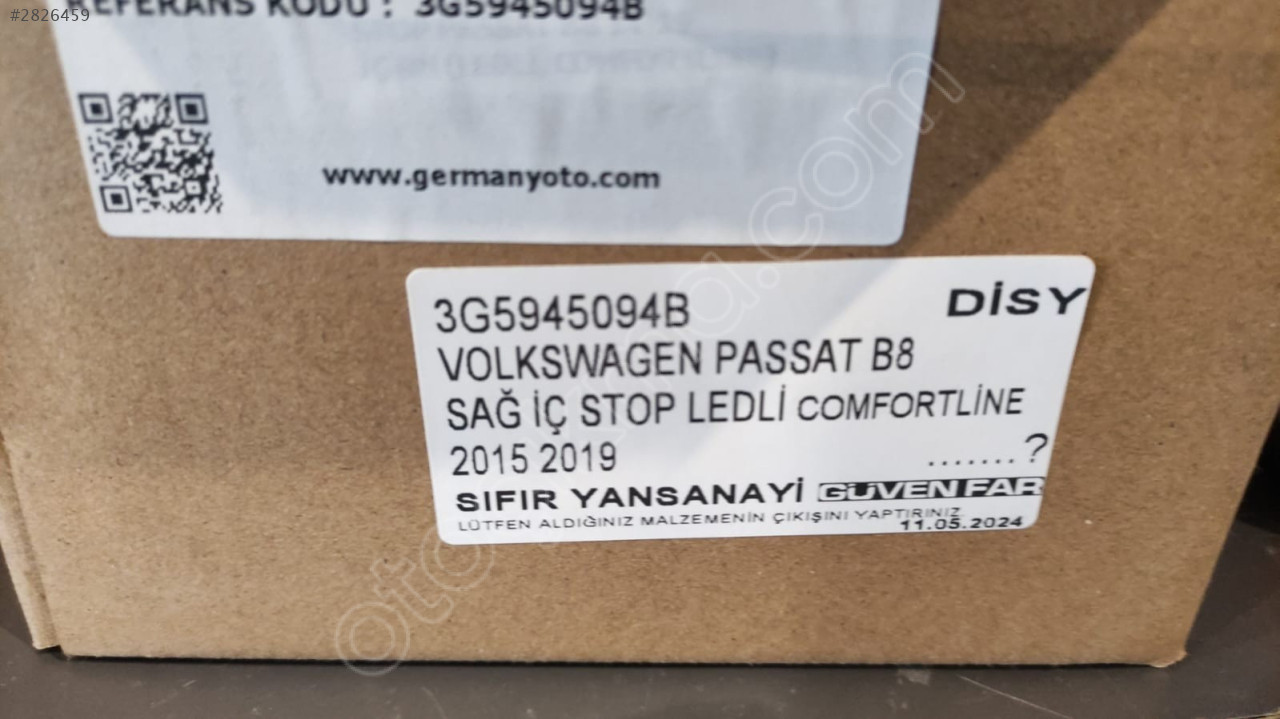 #2826459
REFERANS KODU : 3G5945094B
www.germanyoto.com
3G5945094B DİSY
VOLKSWAGEN PASSAT B8
SAĞ İÇ STOP LEDLİ COMFORTLİNE
2015 2019 .......?
SIFIR YANSANAYİ GÜVEN FAR
LÜTFEN ALDIĞINIZ MALZEMENİN ÇIKIŞINI YAPTIRINIZ
11.05.2024